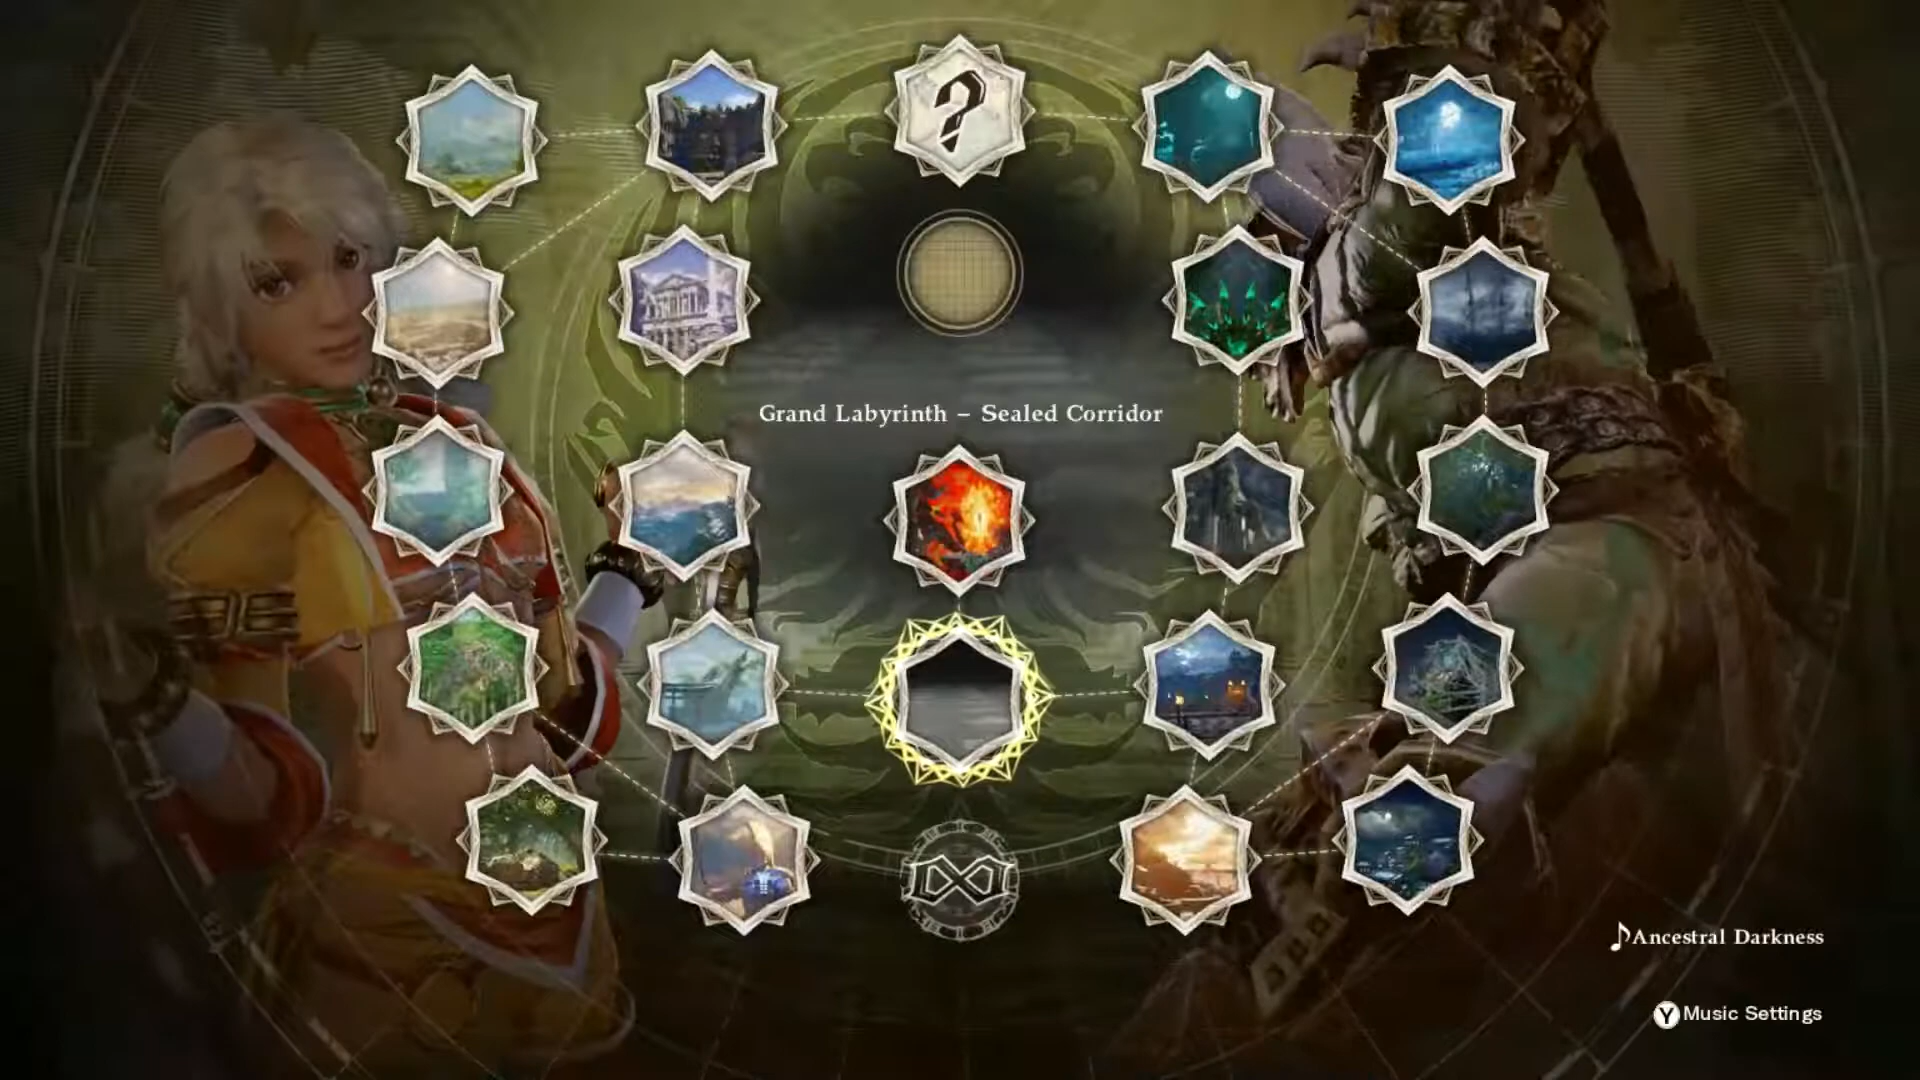 ?
Grand Labyrinth – Sealed Corridor
Ancestral Darkness
Y Music Settings